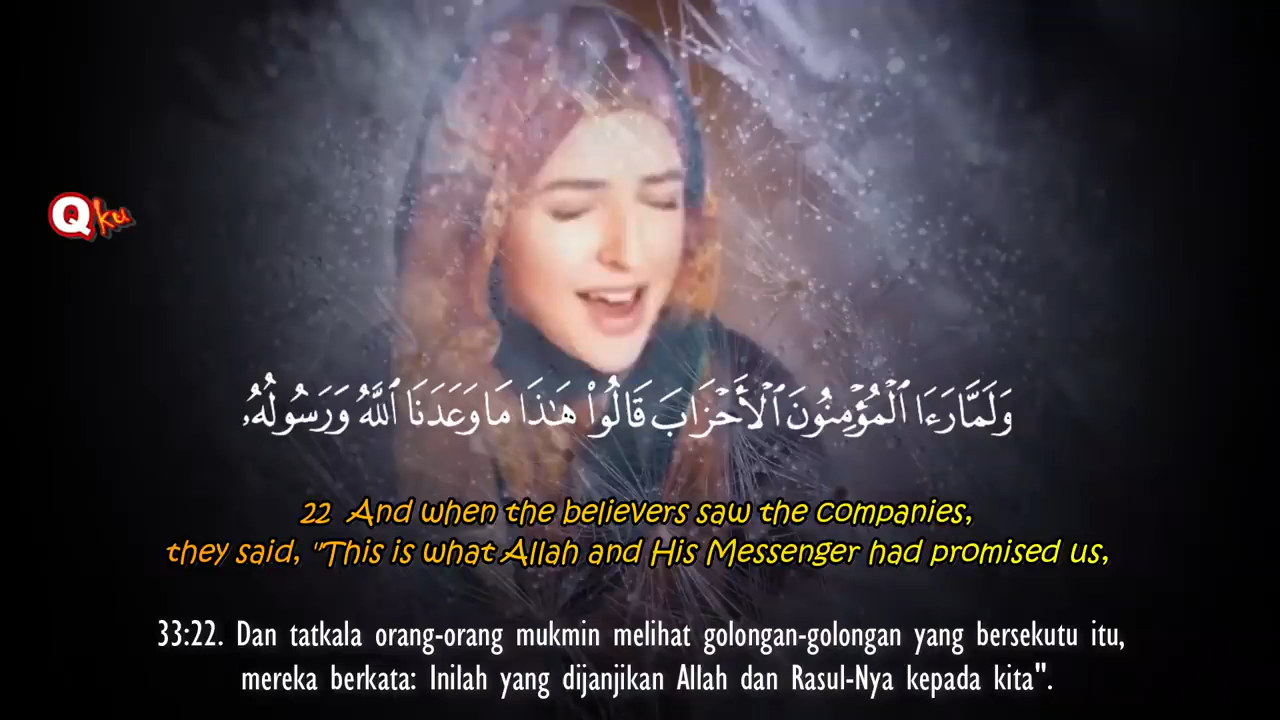 Qku
وَلَمَّا رَءَا ٱلْمُؤْمِنُونَ ٱلْأَحْزَابَ قَالُوا۟ هَـٰذَا مَا وَعَدَنَا ٱللَّهُ وَرَسُولُهُۥ
22 And when the believers saw the companies,
they said, "This is what Allah and His Messenger had promised us,
33:22. Dan tatkala orang-orang mukmin melihat golongan-golongan yang bersekutu itu,
mereka berkata: Inilah yang dijanjikan Allah dan Rasul-Nya kepada kita".